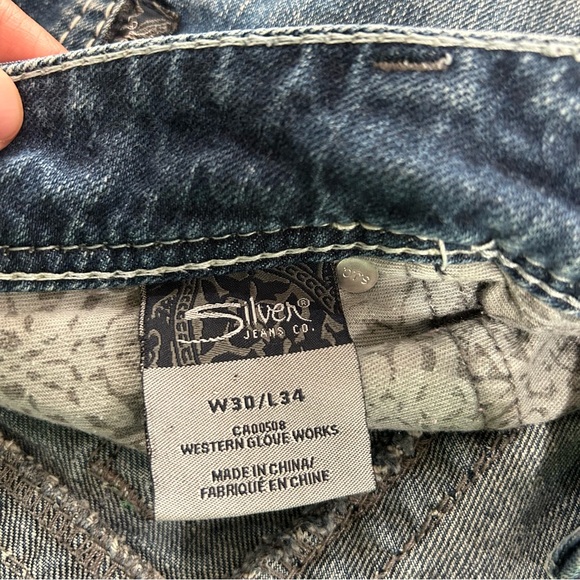 Silver®
JEANS CO.
W30/L34
CA00508
WESTERN GLOVE WORKS
MADE IN CHINA/
FABRIQUÉ EN CHINE